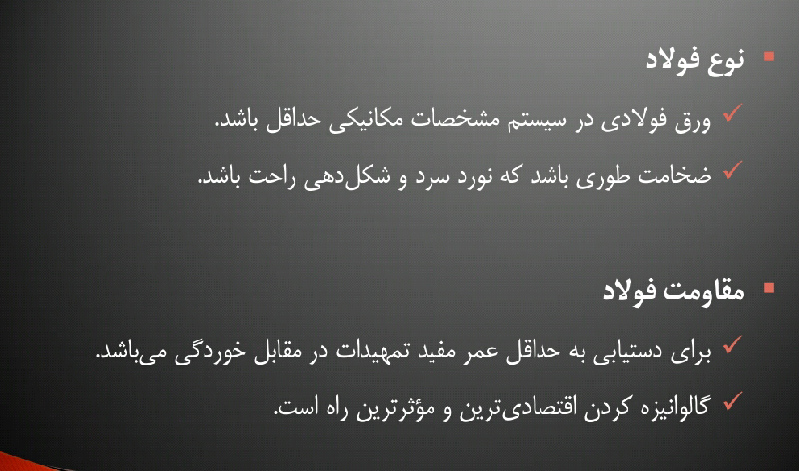 نوع فولاد
ورق فولادی در سیستم مشخصات مکانیکی حداقل باشد.
ضخامت طوری باشد که نورد سرد و شکل‌دهی راحت باشد.
مقاومت فولاد
برای دستیابی به حداقل عمر مفید تمهیدات در مقابل خوردگی می‌باشد.
گالوانیزه کردن اقتصادی‌ترین و مؤثرترین راه است.